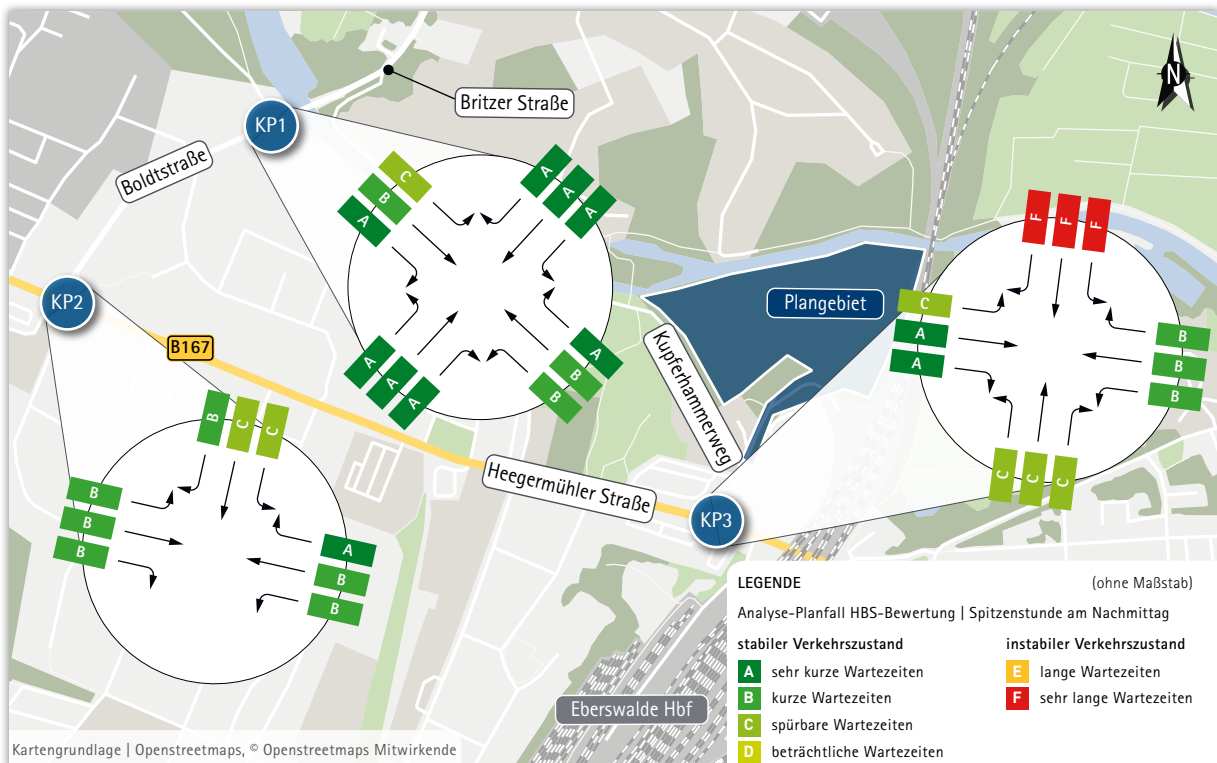 Britzer Straße
KP1
Boldtstraße
C
B
A
A
A
A
A
A
A
A
B
B
KP2
B167
B
C
C
B
B
B
A
B
B
Heegermühler Straße
Kupferhammerweg
Plangebiet
KP3
N
F
F
F
C
A
A
B
B
B
C
C
C
Eberswalde Hbf
LEGENDE
(ohne Maßstab)
Analyse-Planfall HBS-Bewertung | Spitzenstunde am Nachmittag
stabiler Verkehrszustand
A sehr kurze Wartezeiten
B kurze Wartezeiten
C spürbare Wartezeiten
D beträchtliche Wartezeiten
instabiler Verkehrszustand
E lange Wartezeiten
F sehr lange Wartezeiten
Kartengrundlage | Openstreetmaps, © Openstreetmaps Mitwirkende